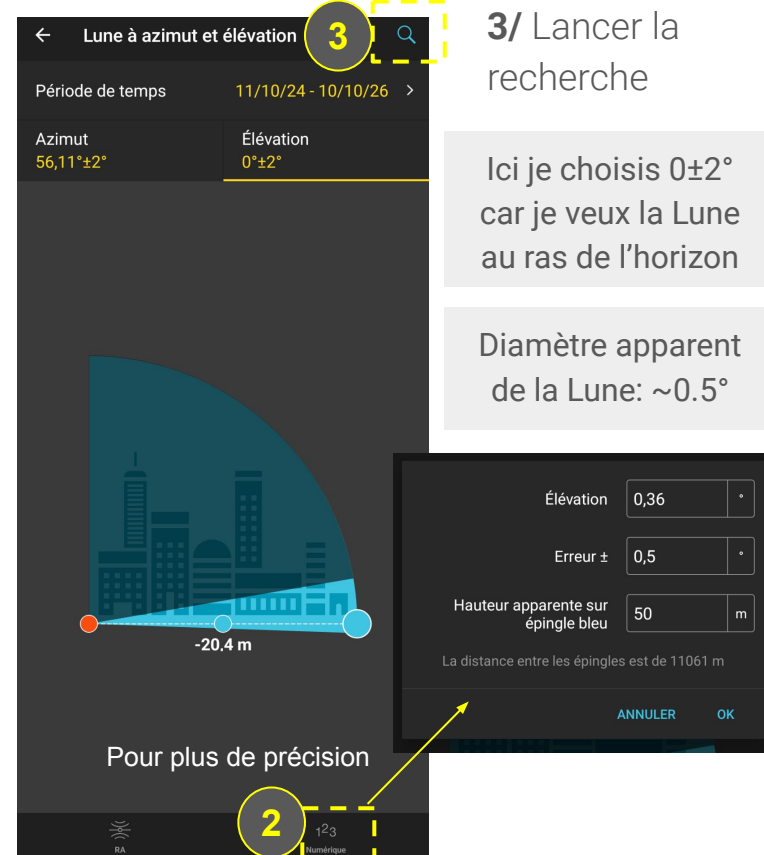 ← Lune à azimut et élévation 3
Période de temps 11/10/24 - 10/10/26 >
Azimut Élévation
56,11°±2° 0°±2°
-20,4 m
Pour plus de précision
2
RA
1²3
Numérique
3/ Lancer la
recherche
Ici je choisis 0±2°
car je veux la Lune
au ras de l’horizon
Diamètre apparent
de la Lune: ~0.5°
Élévation 0,36 °
Erreur ± 0,5 °
Hauteur apparente sur
épingle bleu 50 m
La distance entre les épingles est de 11061 m
ANNULER OK